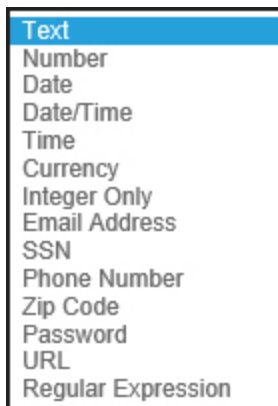 Text
Number
Date
Date/Time
Time
Currency
Integer Only
Email Address
SSN
Phone Number
Zip Code
Password
URL
Regular Expression